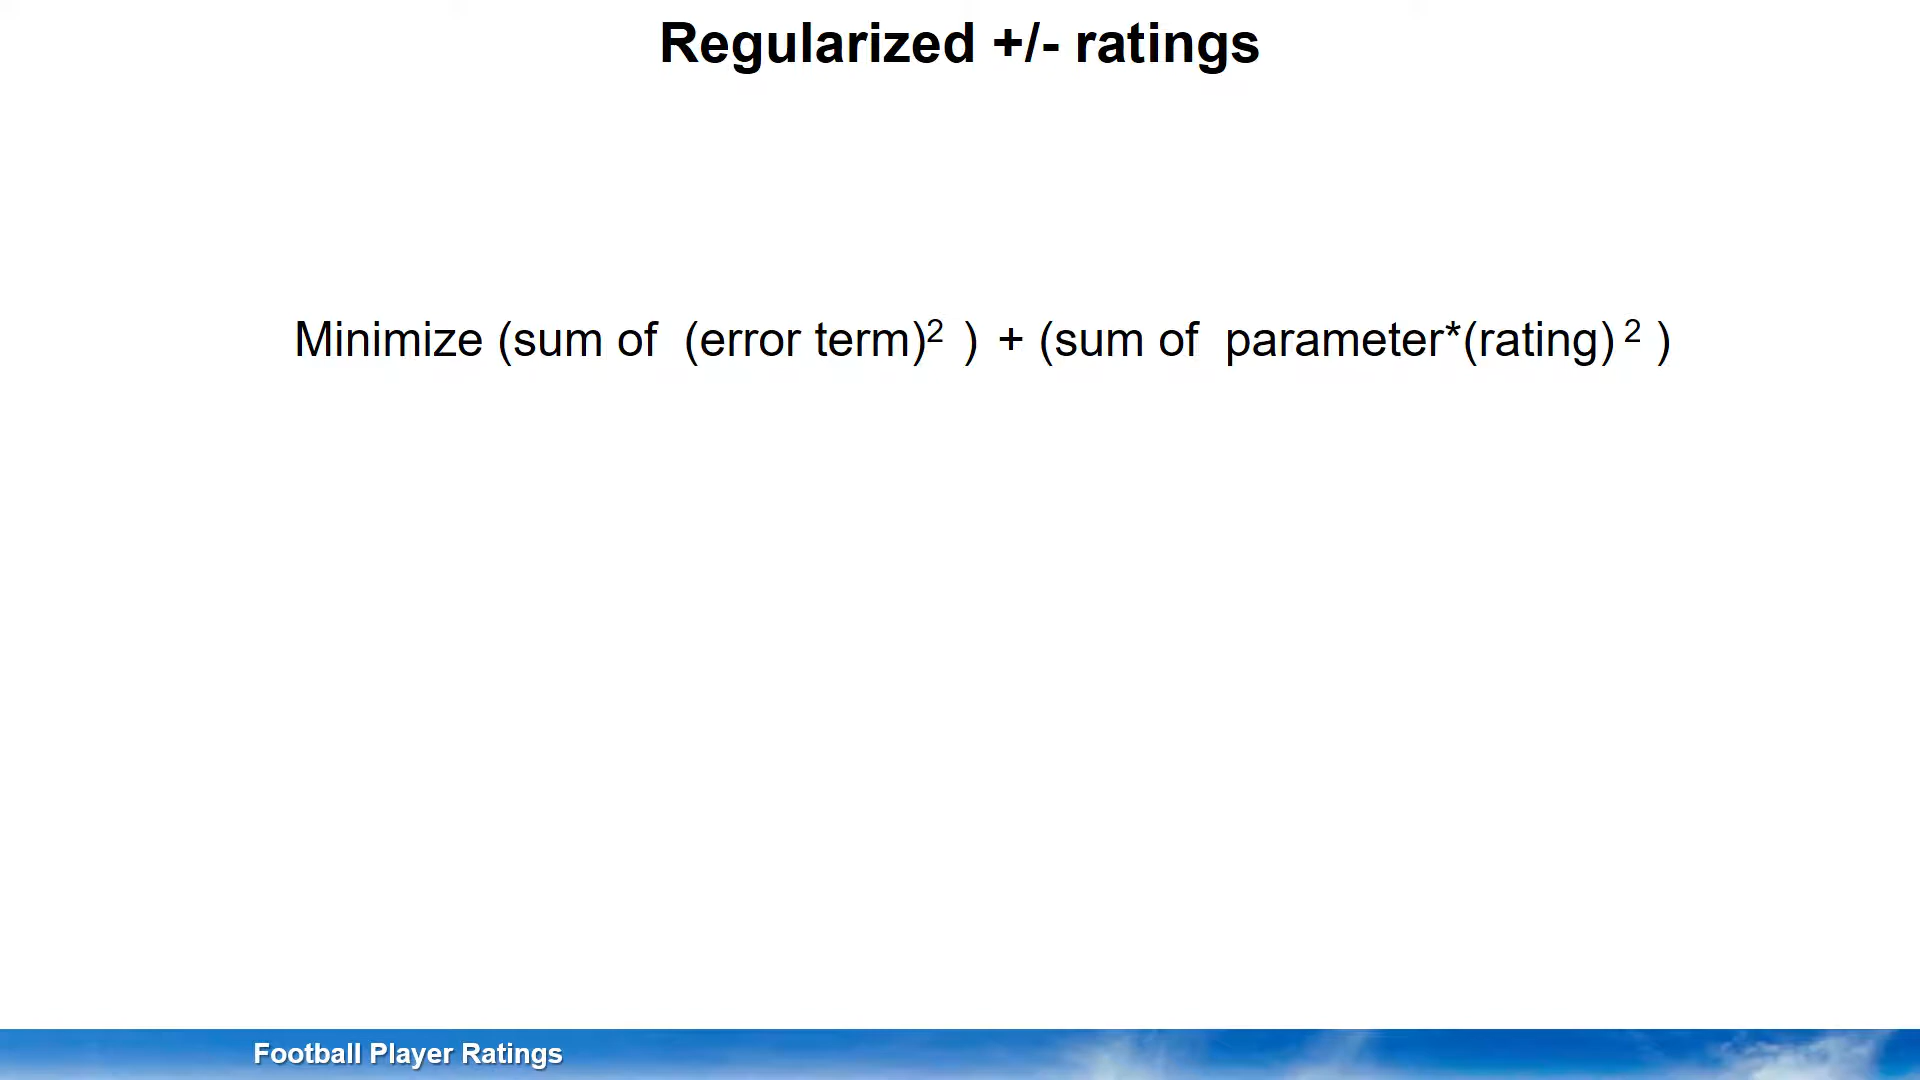 Regularized +/- ratings
Minimize (sum of (error term)² ) + (sum of parameter*(rating) ² )
Football Player Ratings